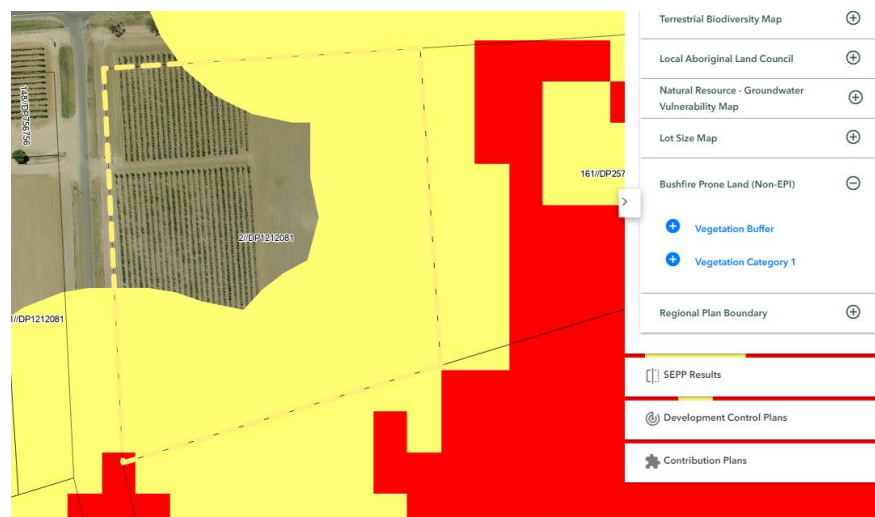 Terrestrial Biodiversity Map
Local Aboriginal Land Council
Natural Resource - Groundwater
Vulnerability Map
Lot Size Map
Bushfire Prone Land (Non-EPI)
Vegetation Buffer
Vegetation Category 1
Regional Plan Boundary
SEPP Results
Development Control Plans
Contribution Plans
148//DP756756
161//DP257
2//DP1212081
1//DP1212081